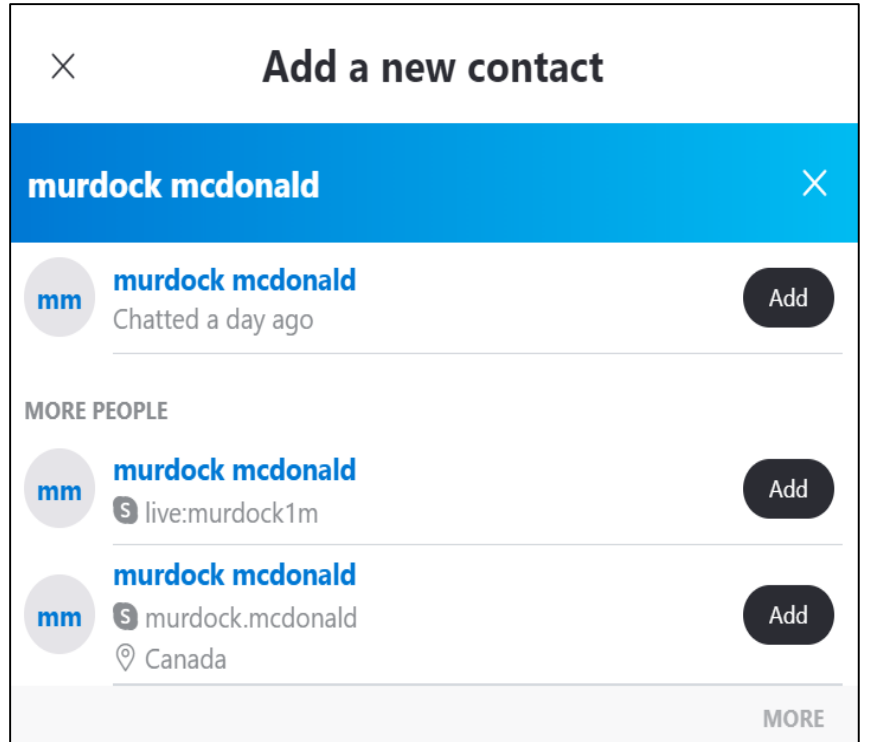 Add a new contact
murdock mcdonald
mm
murdock mcdonald
Chatted a day ago
Add
MORE PEOPLE
mm
murdock mcdonald
S live:murdock1m
Add
mm
murdock mcdonald
S murdock.mcdonald
Canada
Add
MORE